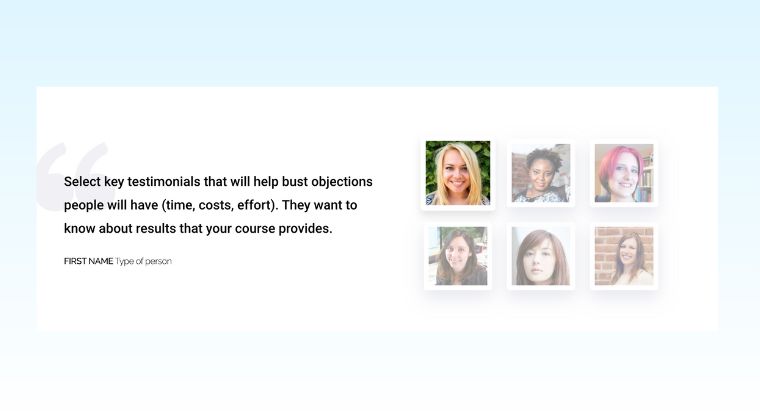 Select key testimonials that will help bust objections
people will have (time, costs, effort). They want to
know about results that your course provides.
FIRST NAME Type of person